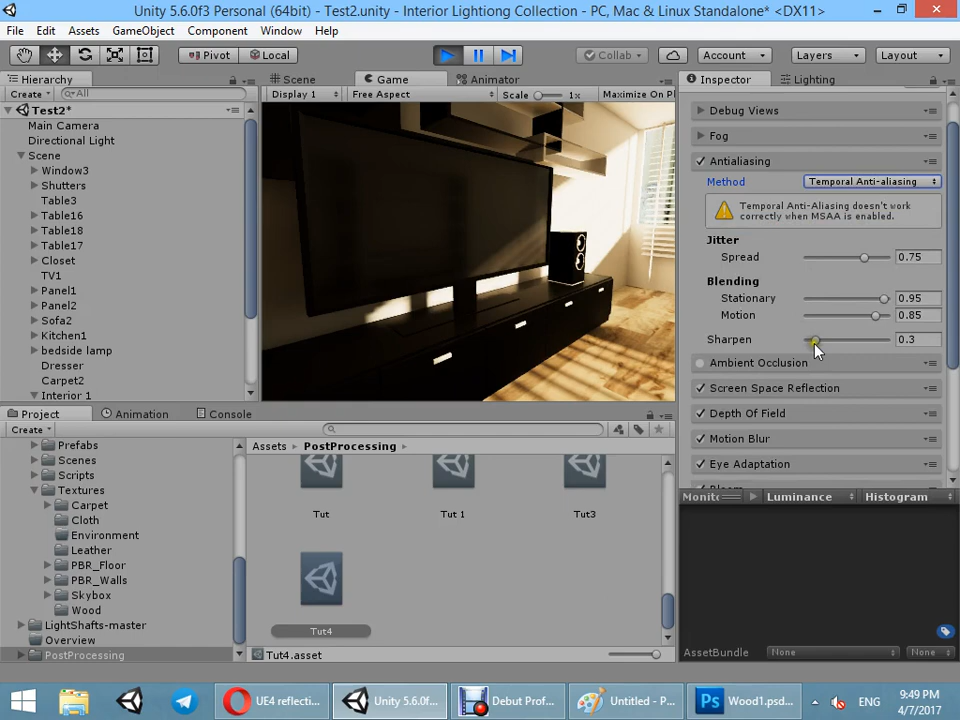 Unity 5.6.0f3 Personal (64bit) - Test2.unity - Interior Lightiong Collection - PC, Mac & Linux Standalone* <DX11>
File Edit Assets GameObject Component Window Help
Pivot Local Collab Account Layers Layout
Hierarchy Scene Game Animator Inspector Lighting
Create All Display 1 Free Aspect Scale 1x Maximize On Pl
Test2*
Main Camera
Directional Light
Scene
Window3
Shutters
Table3
Table16
Table18
Table17
Closet
TV1
Panel1
Panel2
Sofa2
Kitchen1
bedside lamp
Dresser
Carpet2
Interior 1
Debug Views
Fog
Antialiasing
Method Temporal Anti-aliasing
Temporal Anti-Aliasing doesn't work
correctly when MSAA is enabled.
Jitter
Spread 0.75
Blending
Stationary 0.95
Motion 0.85
Sharpen 0.3
Ambient Occlusion
Screen Space Reflection
Depth Of Field
Motion Blur
Eye Adaptation
Project Animation Console
Create
Prefabs
Scenes
Scripts
Textures
Carpet
Cloth
Environment
Leather
PBR_Floor
PBR_Walls
Skybox
Wood
LightShafts-master
Overview
PostProcessing
Assets PostProcessing
Tut Tut 1 Tut3
Tut4
Tut4.asset
Luminance Histogram
AssetBundle None None
UE4 reflecti... Unity 5.6.0f... Debut Prof... Untitled - P... Ps Wood1.psd... ENG
9:49 PM
4/7/2017